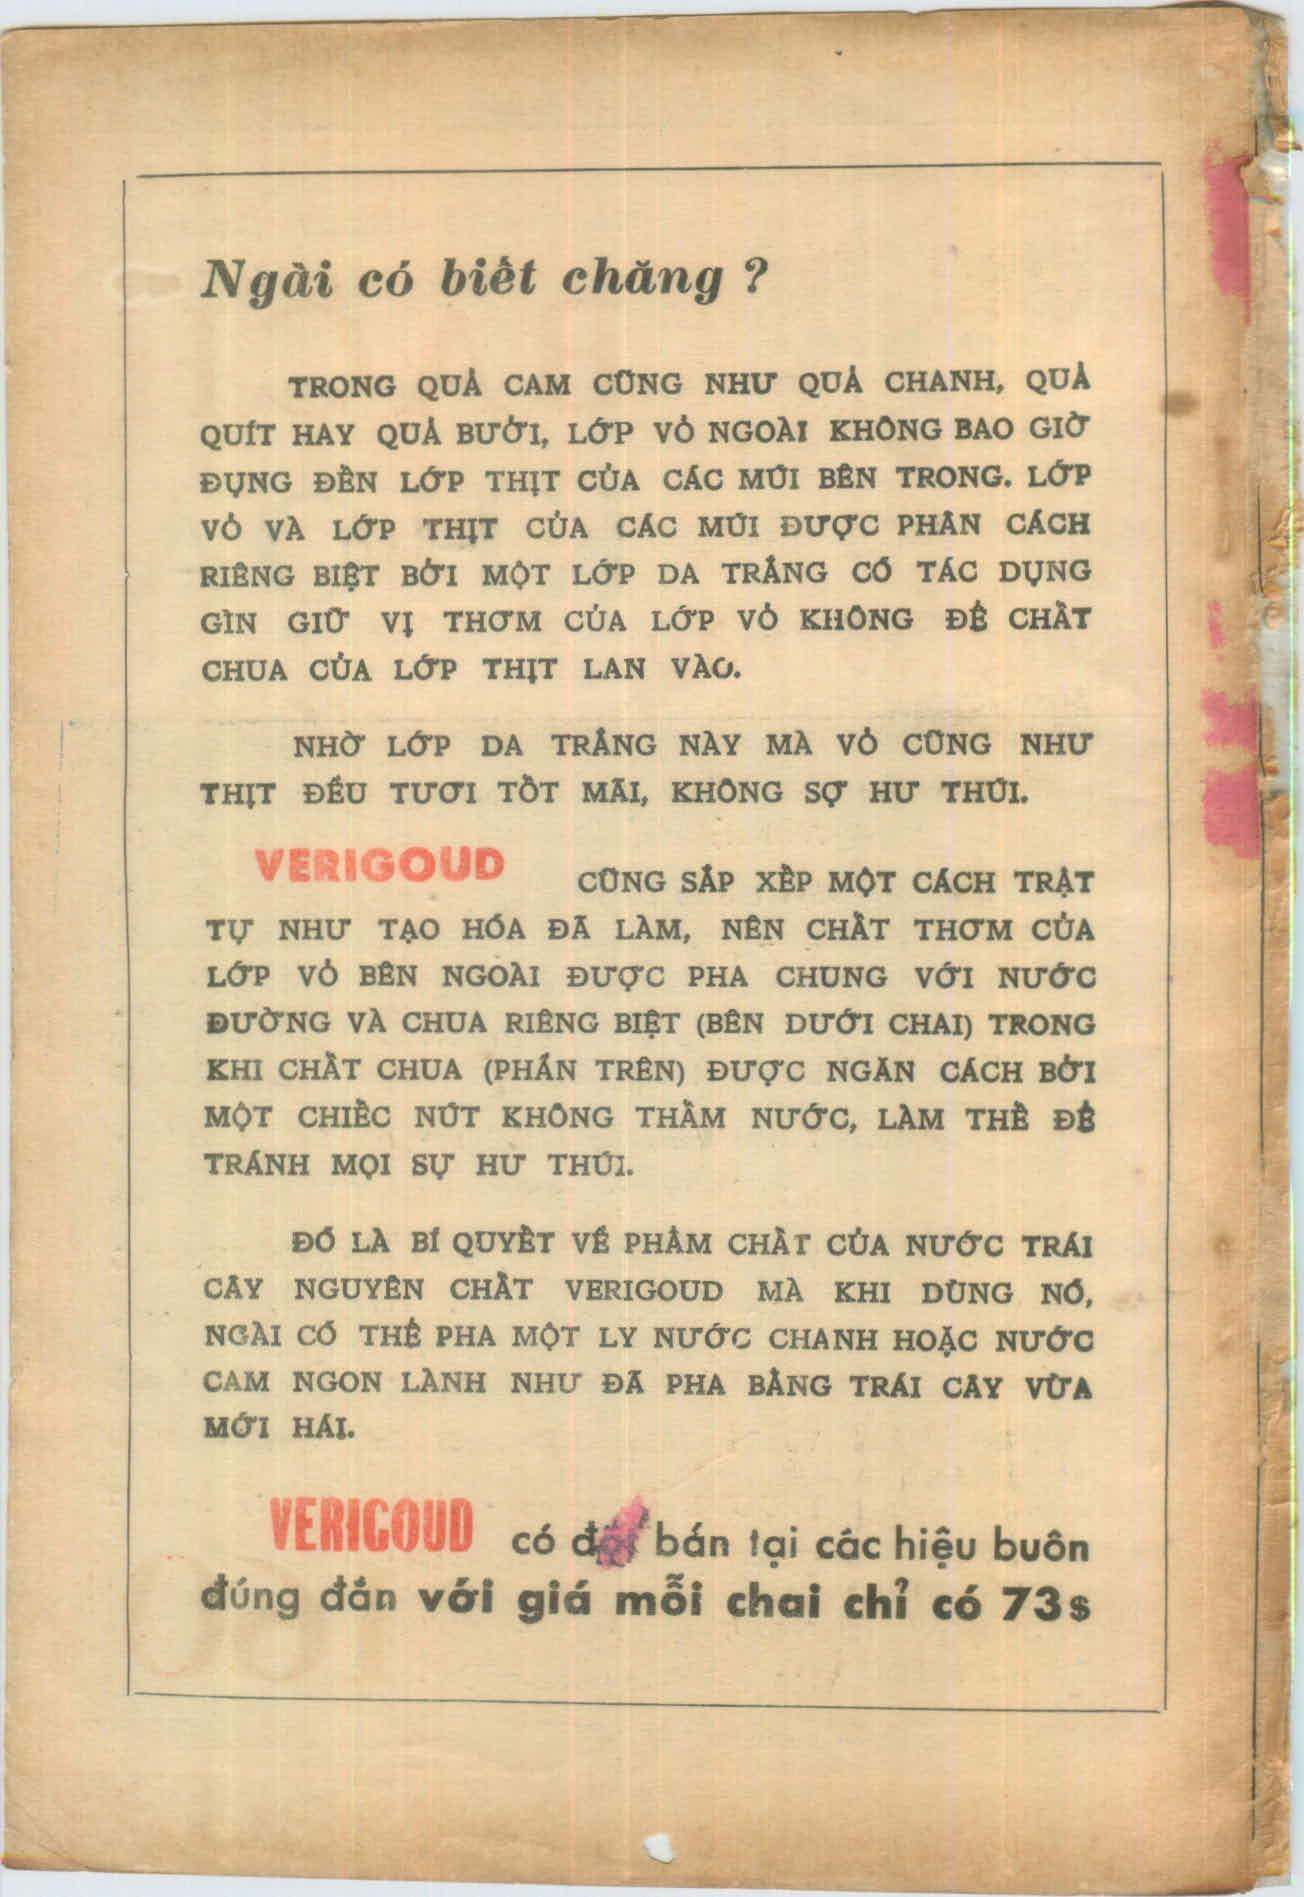 Ngài có biết chăng ?
TRONG QUẢ CAM CŨNG NHƯ QUẢ CHANH, QUẢ
QUÍT HAY QUẢ BƯỞI, LỚP VỎ NGOÀI KHÔNG BAO GIỜ
ĐỤNG ĐẾN LỚP THỊT CỦA CÁC MÚI BÊN TRONG. LỚP
VỎ VÀ LỚP THỊT CỦA CÁC MÚI ĐƯỢC PHÂN CÁCH
RIÊNG BIỆT BỞI MỘT LỚP DA TRẮNG CÓ TÁC DỤNG
GÌN GIỮ VỊ THƠM CỦA LỚP VỎ KHÔNG ĐỂ CHẤT
CHUA CỦA LỚP THỊT LAN VÀO.
NHỜ LỚP DA TRẮNG NÀY MÀ VỎ CŨNG NHƯ
THỊT ĐỀU TƯƠI TỐT MÃI, KHÔNG SỢ HƯ THÚI.
VERIGOUD CŨNG SẮP XẾP MỘT CÁCH TRẬT
TỰ NHƯ TẠO HÓA ĐÃ LÀM, NÊN CHẤT THƠM CỦA
LỚP VỎ BÊN NGOÀI ĐƯỢC PHA CHUNG VỚI NƯỚC
ĐƯỜNG VÀ CHUA RIÊNG BIỆT (BÊN DƯỚI CHAI) TRONG
KHI CHẤT CHUA (PHẦN TRÊN) ĐƯỢC NGĂN CÁCH BỞI
MỘT CHIẾC NÚT KHÔNG THẤM NƯỚC, LÀM THẾ ĐỂ
TRÁNH MỌI SỰ HƯ THÚI.
ĐÓ LÀ BÍ QUYẾT VỀ PHẨM CHẤT CỦA NƯỚC TRÁI
CÂY NGUYÊN CHẤT VERIGOUD MÀ KHI DÙNG NÓ,
NGÀI CÓ THỂ PHA MỘT LY NƯỚC CHANH HOẶC NƯỚC
CAM NGON LÀNH NHƯ ĐÃ PHA BẰNG TRÁI CÂY VỪA
MỚI HÁI.
VERIGOUD có đặt bán tại các hiệu buôn
đúng đắn với giá mỗi chai chỉ có 73$